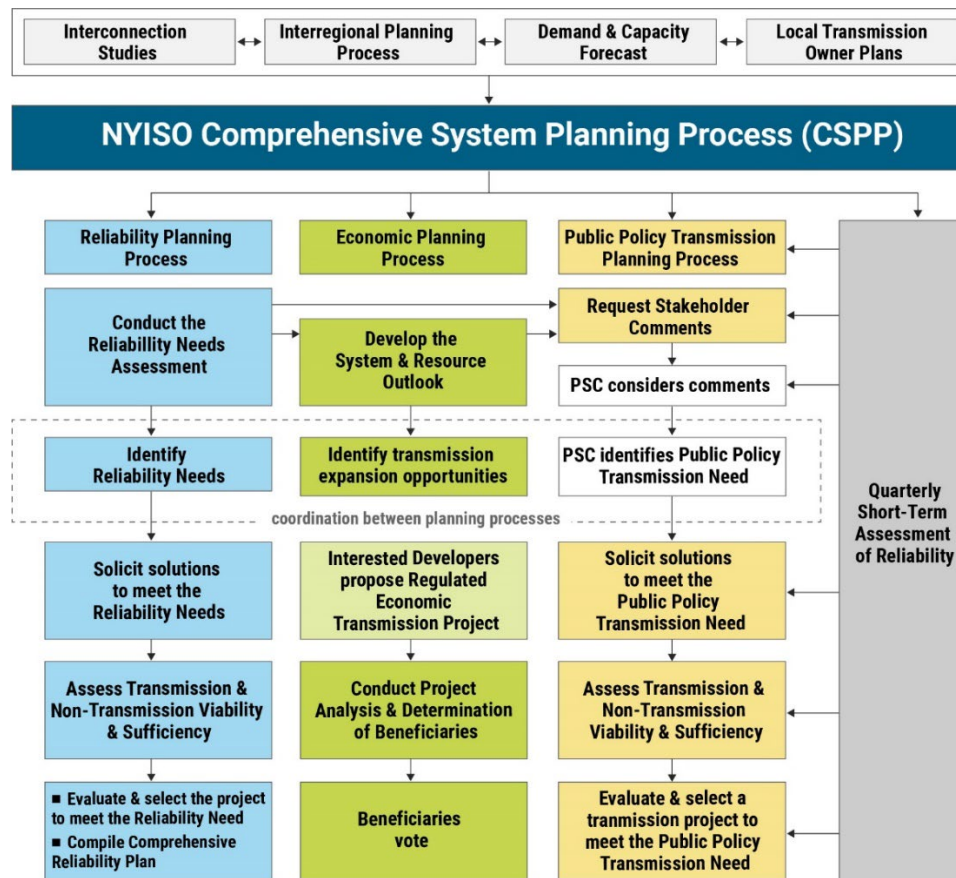 Interconnection
Studies
Interregional Planning
Process
Demand & Capacity
Forecast
Local Transmission
Owner Plans
NYISO Comprehensive System Planning Process (CSPP)
Reliability Planning
Process
Economic Planning
Process
Public Policy Transmission
Planning Process
Conduct the
Reliabillity Needs
Assessment
Develop the
System & Resource
Outlook
Request Stakeholder
Comments
PSC considers comments
Identify
Reliability Needs
Identify transmission
expansion opportunities
PSC identifies Public Policy
Transmission Need
coordination between planning processes
Quarterly
Short-Term
Assessment
of Reliability
Solicit solutions
to meet the
Reliability Needs
Interested Developers
propose Regulated
Economic
Transmission Project
Solicit solutions
to meet the
Public Policy
Transmission Need
Assess Transmission &
Non-Transmission Viability
& Sufficiency
Conduct Project
Analysis & Determination
of Beneficiaries
Assess Transmission &
Non-Transmission
Viability & Sufficiency
■ Evaluate & select the project
to meet the Reliability Need
■ Compile Comprehensive
Reliability Plan
Beneficiaries
vote
Evaluate & select a
tranmission project to
meet the Public Policy
Transmission Need